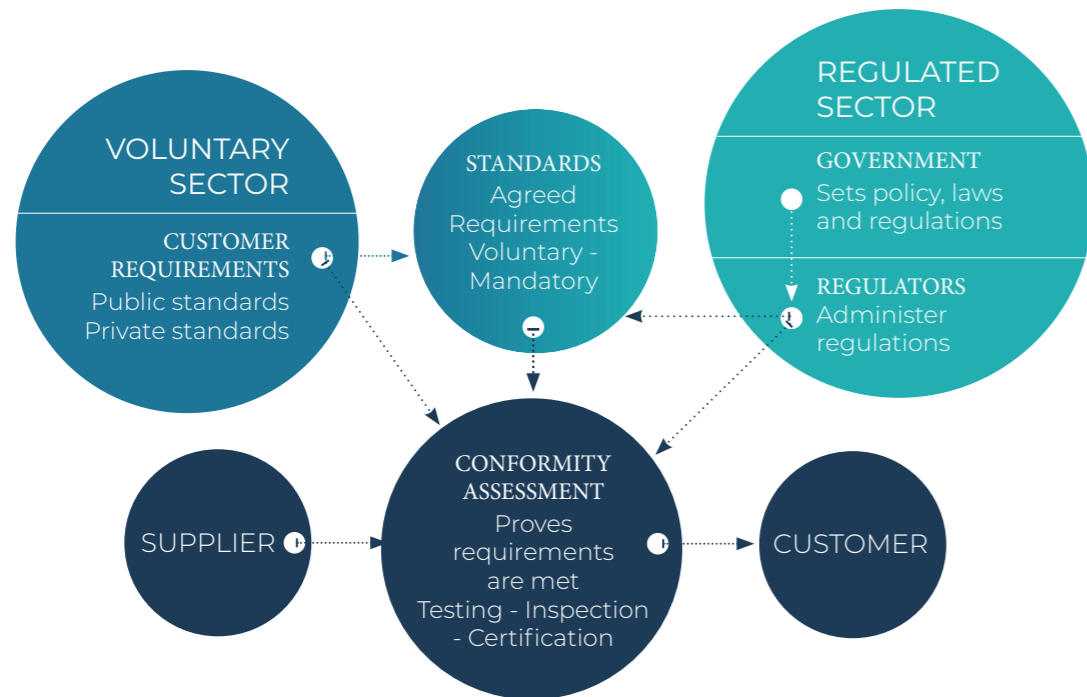 VOLUNTARY
SECTOR
CUSTOMER
REQUIREMENTS
Public standards
Private standards
STANDARDS
Agreed
Requirements
Voluntary -
Mandatory
REGULATED
SECTOR
GOVERNMENT
Sets policy, laws
and regulations
REGULATORS
Administer
regulations
SUPPLIER
CONFORMITY
ASSESSMENT
Proves
requirements
are met
Testing - Inspection
- Certification
CUSTOMER